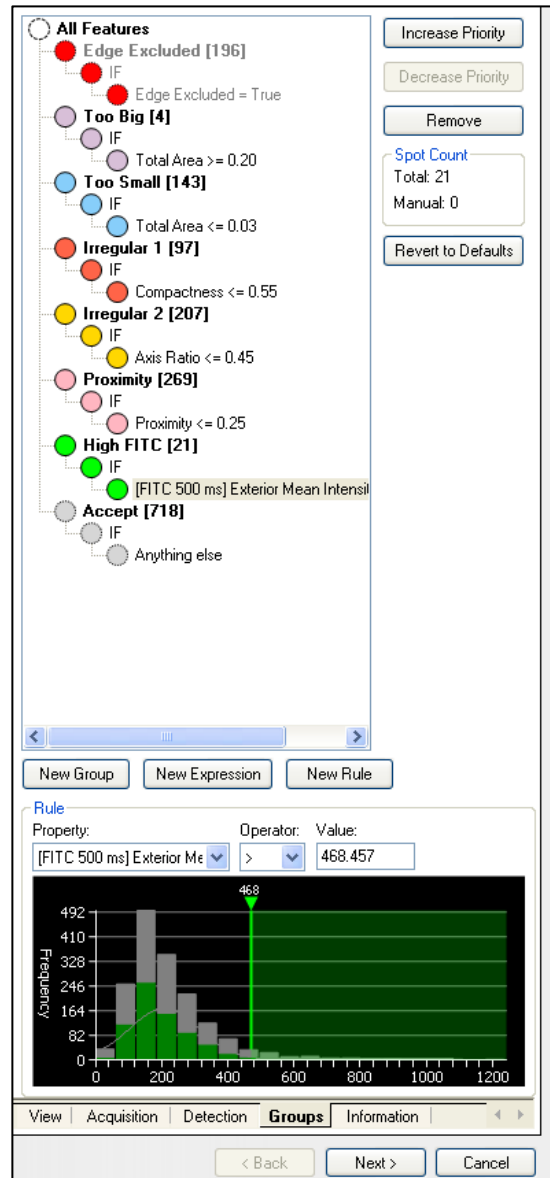 All Features
Edge Excluded [196]
IF
Edge Excluded = True
Too Big [4]
IF
Total Area >= 0.20
Too Small [143]
IF
Total Area <= 0.03
Irregular 1 [97]
IF
Compactness <= 0.55
Irregular 2 [207]
IF
Axis Ratio <= 0.45
Proximity [269]
IF
Proximity <= 0.25
High FITC [21]
IF
[FITC 500 ms] Exterior Mean Intensit
Accept [718]
IF
Anything else
Increase Priority
Decrease Priority
Remove
Spot Count
Total: 21
Manual: 0
Revert to Defaults
New Group New Expression New Rule
Rule
Property: Operator: Value:
[FITC 500 ms] Exterior Me > 468.457
468
Frequency
492
410
328
246
164
82
0
0 200 400 600 800 1000 1200
View Acquisition Detection Groups Information
< Back Next > Cancel